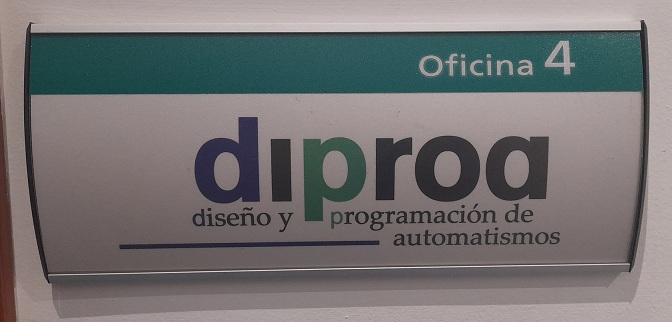 Oficina 4
diproa
diseño y programación de
automatismos